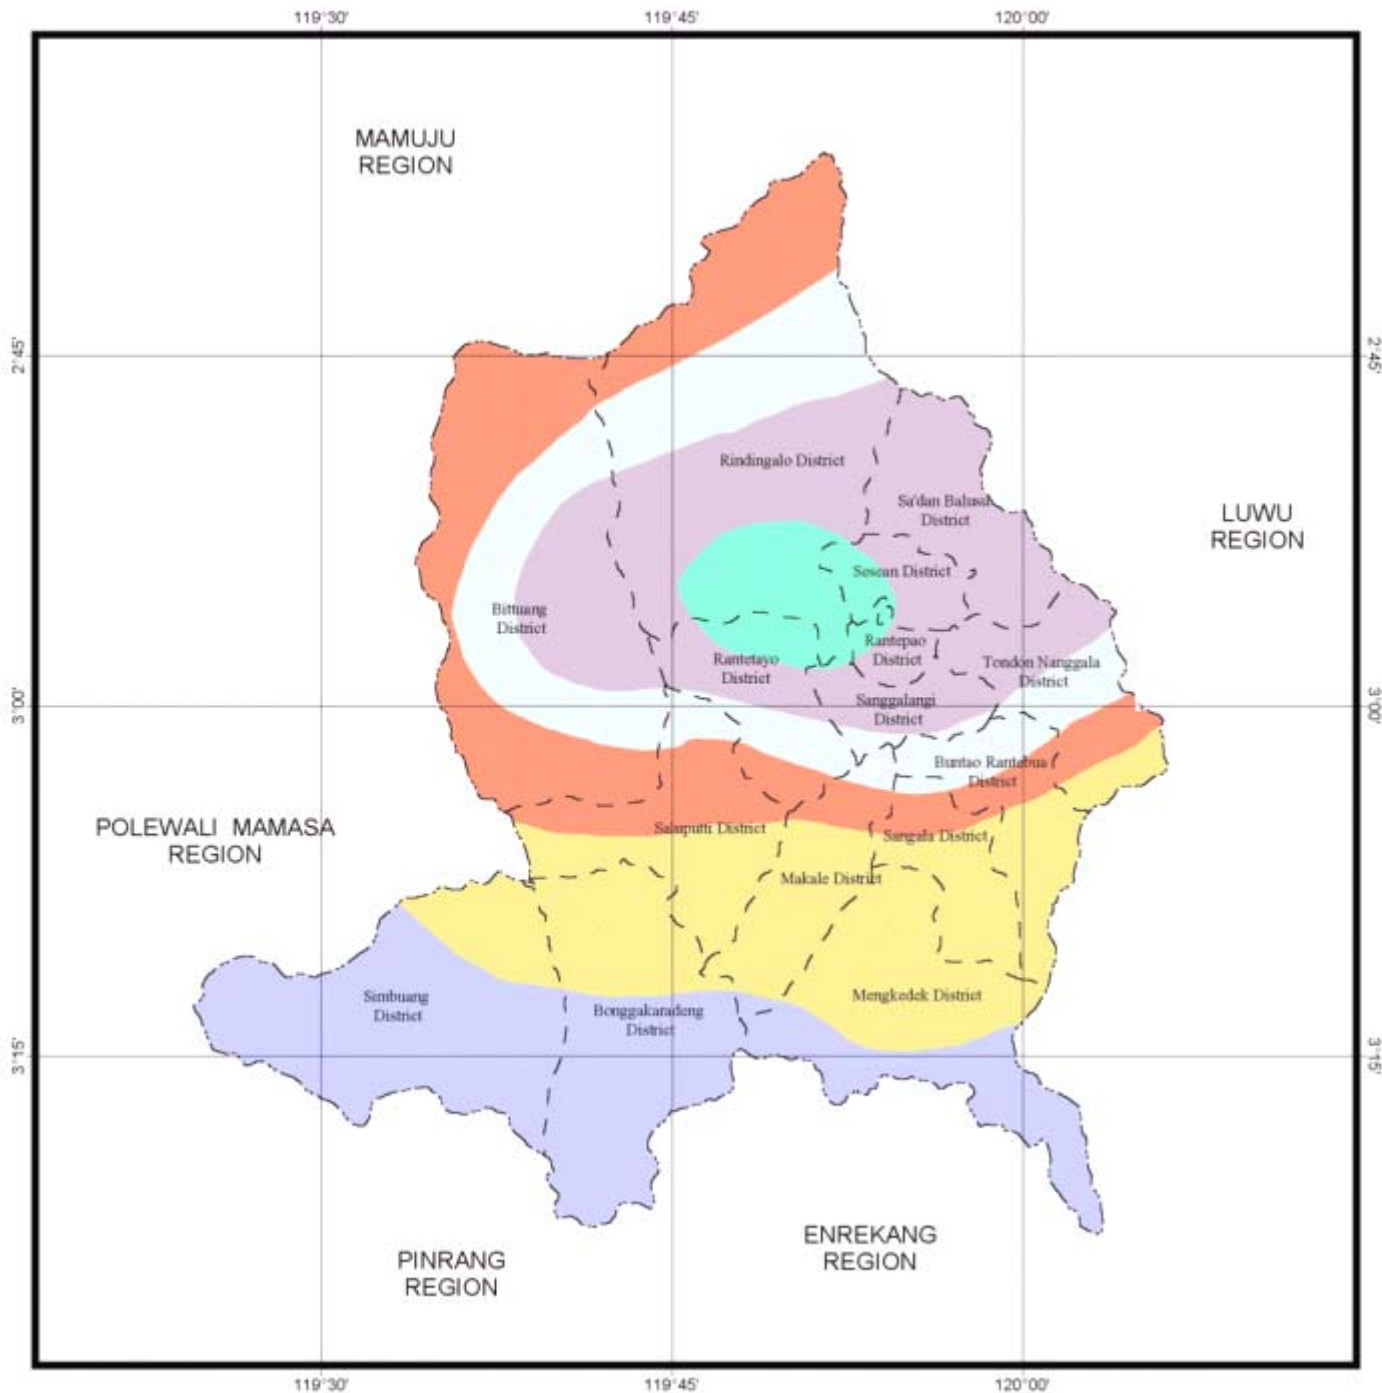 119°30'
119°45'
120°00'
MAMUJU
REGION
2°45'
2°45'
Rindingalo District
Sa'dan Balusu
District
LUWU
REGION
Sesean District
Bittuang
District
Rantepao
District
Rantetayo
District
Tondon Nanggala
District
Sanggalangi
District
3°00'
3°00'
Buntao Rantebua
District
POLEWALI MAMASA
REGION
Saluputti District
Sangala District
Makale District
Simbuang
District
Bonggakaradeng
District
Mengkedek District
3°15'
3°15'
PINRANG
REGION
ENREKANG
REGION
119°30'
119°45'
120°00'